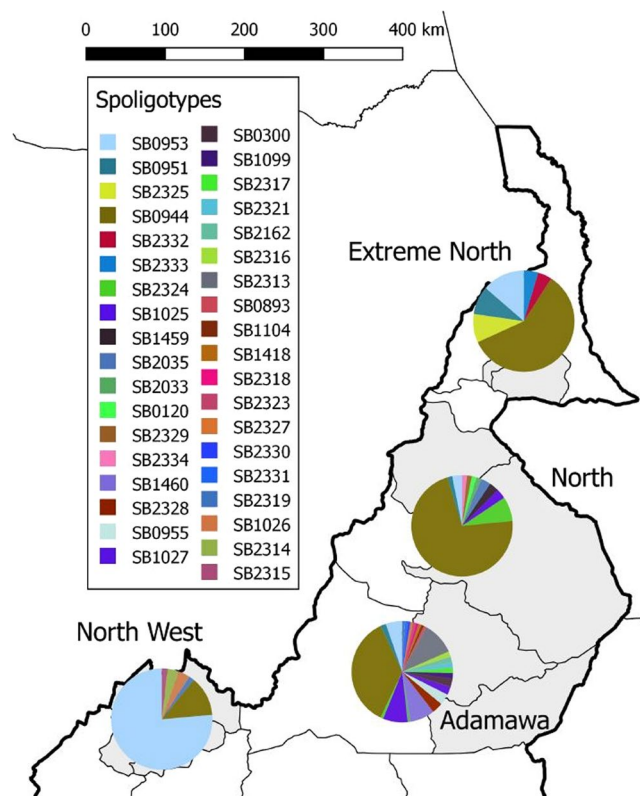 0 100 200 300 400 km
Spoligotypes
SB0953
SB0951
SB2325
SB0944
SB2332
SB2333
SB2324
SB1025
SB1459
SB2035
SB2033
SB0120
SB2329
SB2334
SB1460
SB2328
SB0955
SB1027
SB0300
SB1099
SB2317
SB2321
SB2162
SB2316
SB2313
SB0893
SB1104
SB1418
SB2318
SB2323
SB2327
SB2330
SB2331
SB2319
SB1026
SB2314
SB2315
Extreme North
North
North West
Adamawa